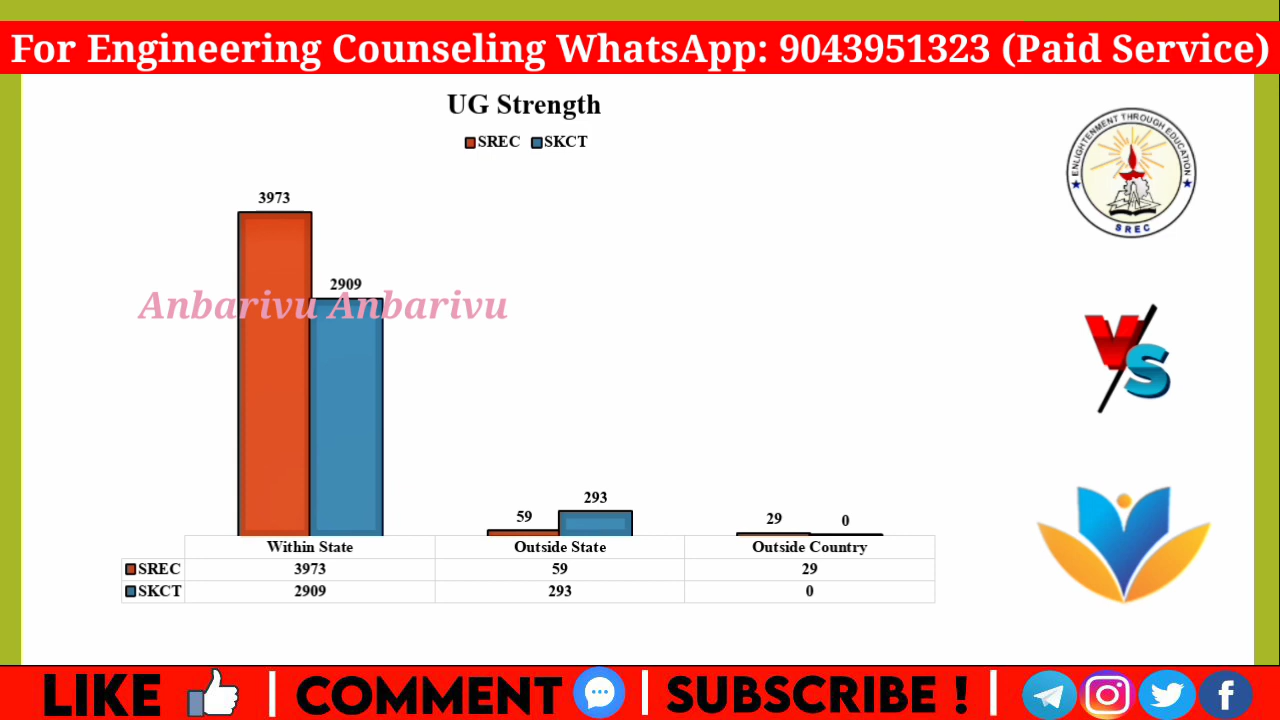 For Engineering Counseling WhatsApp: 9043951323 (Paid Service)
UG Strength
SREC SKCT
3973
2909
Anbarivu Anbarivu
59
293
29
0
Within State Outside State Outside Country
SREC 3973 59 29
SKCT 2909 293 0
ENLIGHTENMENT THROUGH EDUCATION
SREC
VS
LIKE | COMMENT | SUBSCRIBE ! |